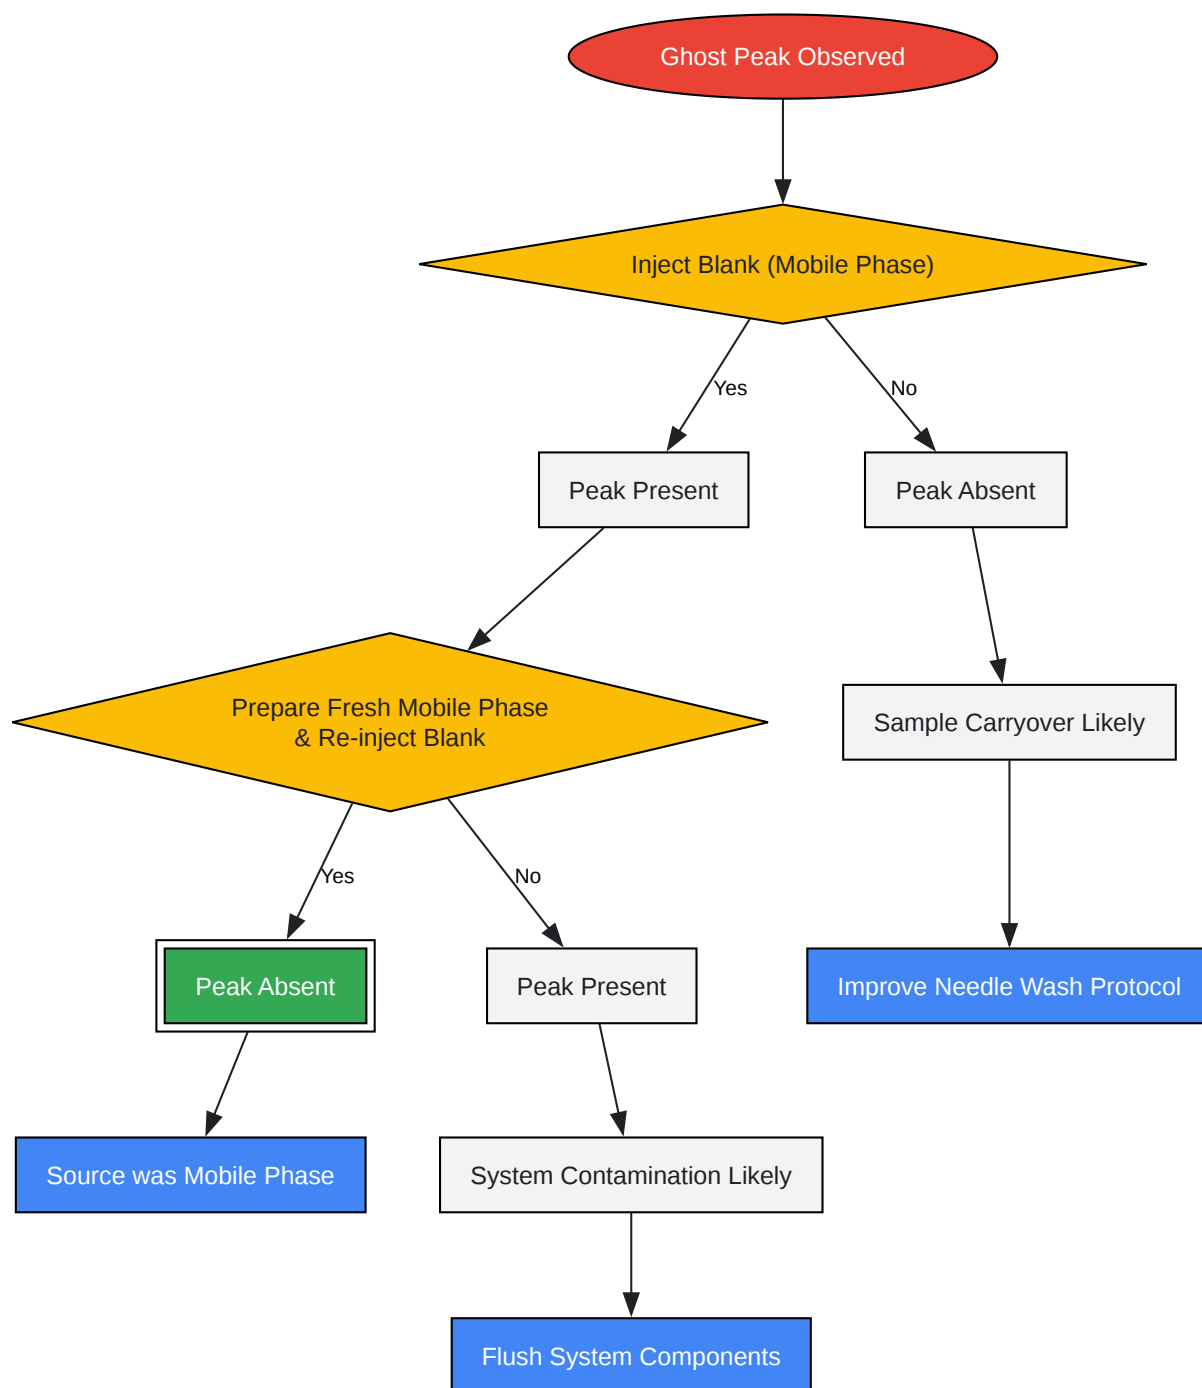 Ghost Peak Observed
Inject Blank (Mobile Phase)
Yes
No
Peak Present
Peak Absent
Prepare Fresh Mobile Phase
& Re-inject Blank
Sample Carryover Likely
Yes
No
Peak Absent
Peak Present
Improve Needle Wash Protocol
Source was Mobile Phase
System Contamination Likely
Flush System Components